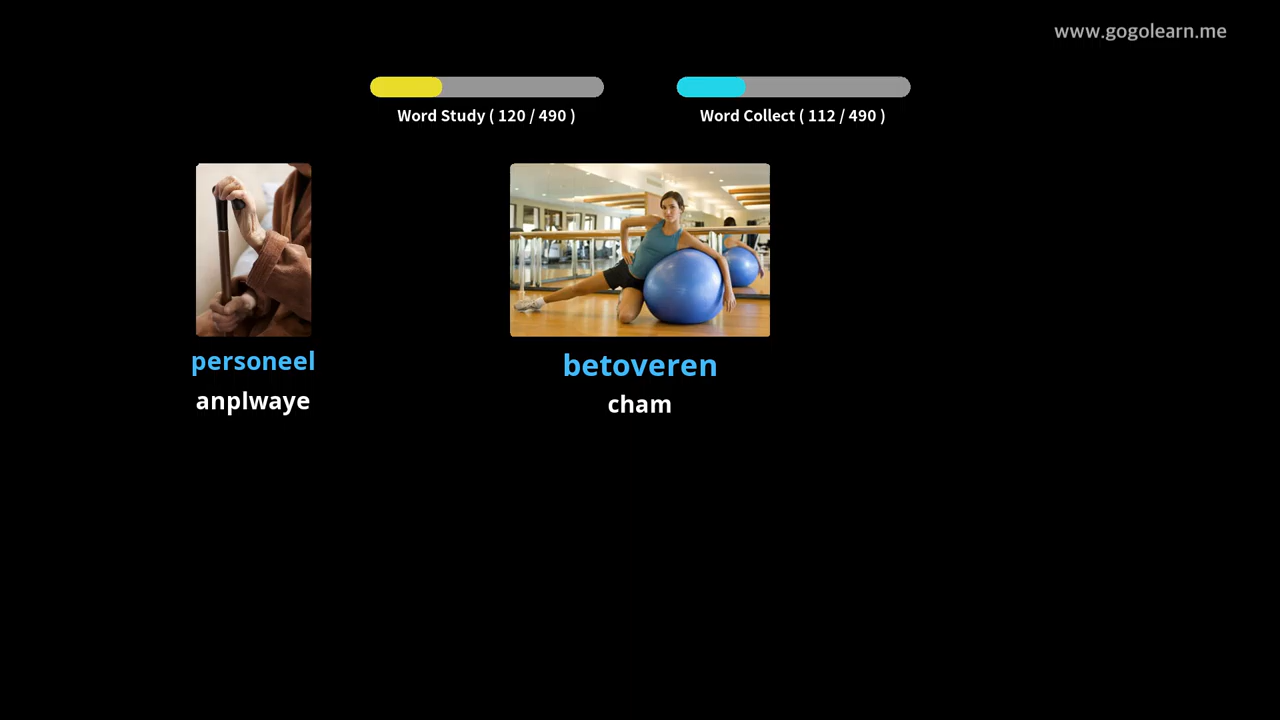 www.gogolearn.me
Word Study ( 120 / 490 )
Word Collect ( 112 / 490 )
personeel
anplwaye
betoveren
cham